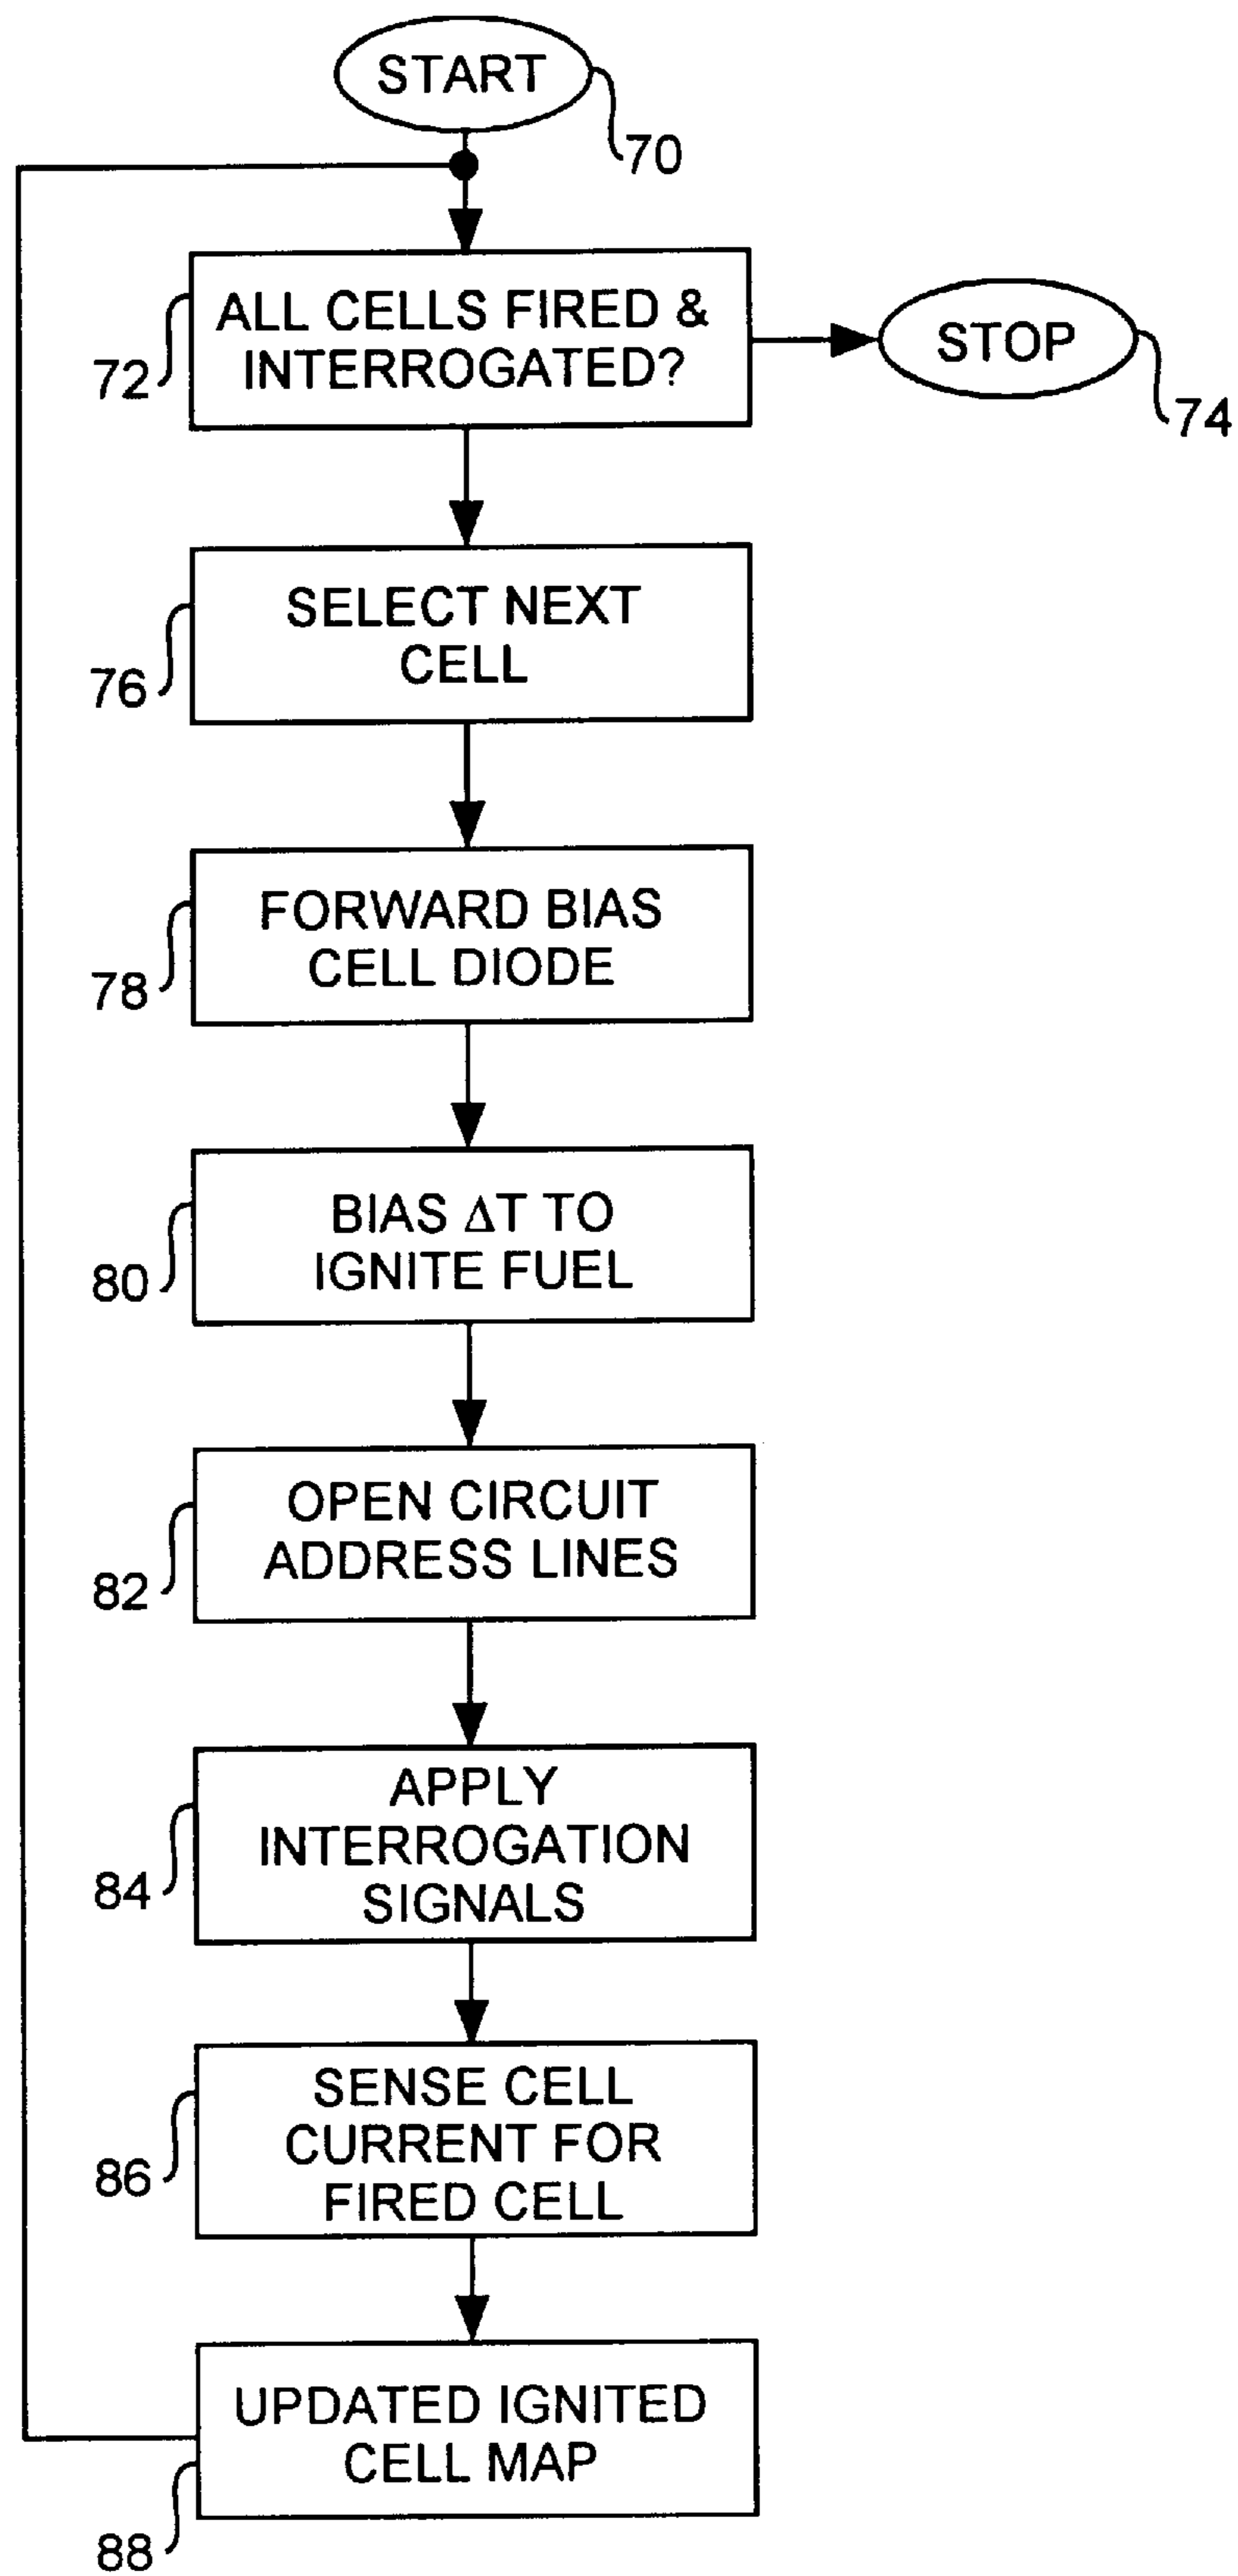 START
70
ALL CELLS FIRED &
INTERROGATED?
72
STOP
74
SELECT NEXT
CELL
76
FORWARD BIAS
CELL DIODE
78
BIAS ΔT TO
IGNITE FUEL
80
OPEN CIRCUIT
ADDRESS LINES
82
APPLY
INTERROGATION
SIGNALS
84
SENSE CELL
CURRENT FOR
FIRED CELL
86
UPDATED IGNITED
CELL MAP
88